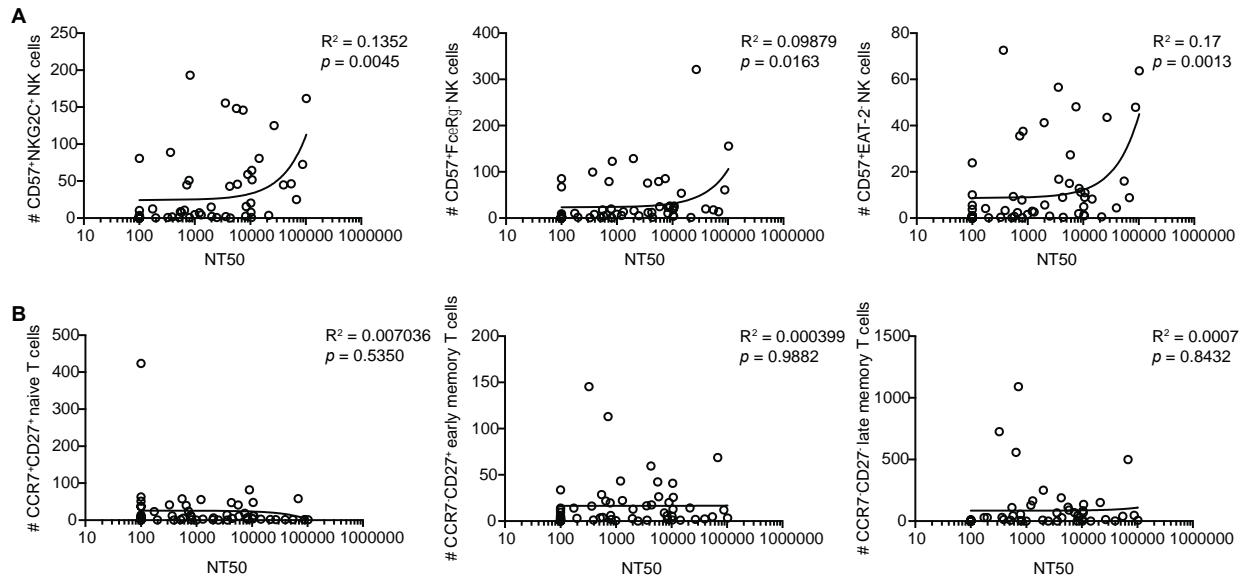 A
# CD57+NKG2C+ NK cells
250
200
150
100
50
0
10 100 1000 10000 100000 1000000
NT50
R² = 0.1352
p = 0.0045
# CD57+FceRg- NK cells
400
300
200
100
0
10 100 1000 10000 100000 1000000
NT50
R² = 0.09879
p = 0.0163
# CD57+EAT-2- NK cells
80
60
40
20
0
10 100 1000 10000 100000 1000000
NT50
R² = 0.17
p = 0.0013
B
# CCR7+CD27+ naive T cells
500
400
300
200
100
0
10 100 1000 10000 100000 1000000
NT50
R² = 0.007036
p = 0.5350
# CCR7-CD27+ early memory T cells
200
150
100
50
0
10 100 1000 10000 100000 1000000
NT50
R² = 0.000399
p = 0.9882
# CCR7-CD27- late memory T cells
1500
1000
500
0
10 100 1000 10000 100000 1000000
NT50
R² = 0.0007
p = 0.8432